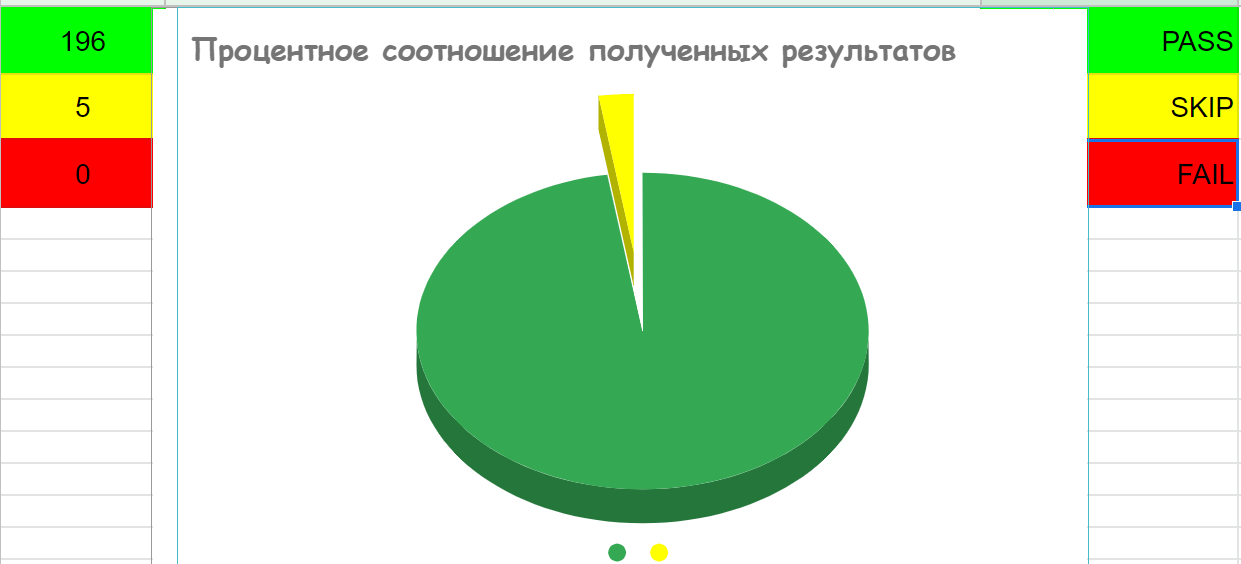 196
5
0
Процентное соотношение полученных результатов
PASS
SKIP
FAIL